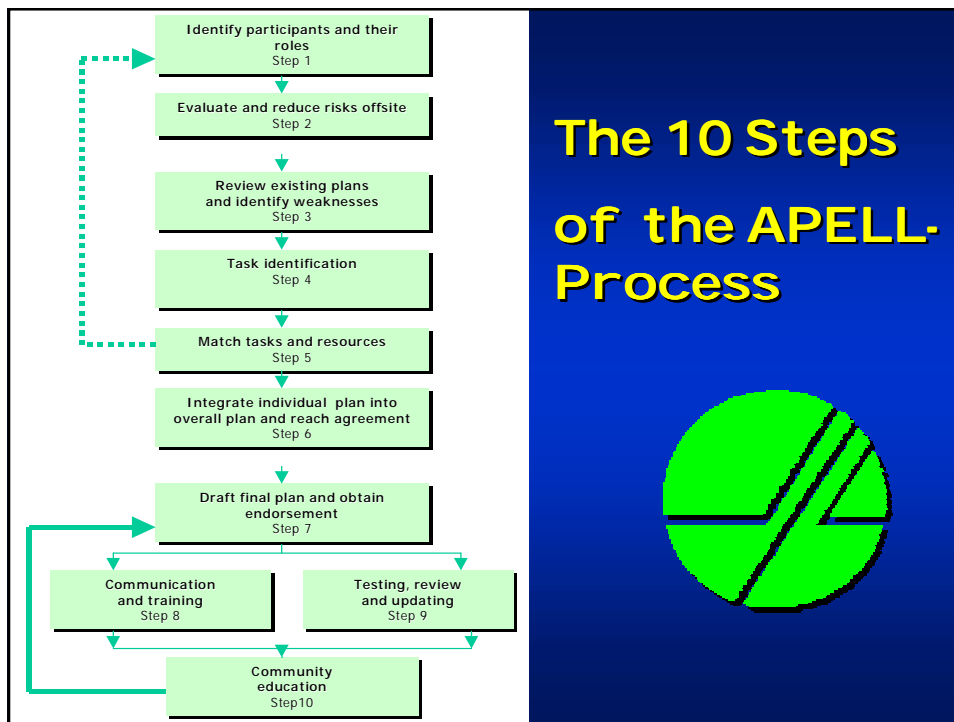 Identify participants and their
roles
Step 1
Evaluate and reduce risks offsite
Step 2
Review existing plans
and identify weaknesses
Step 3
Task identification
Step 4
Match tasks and resources
Step 5
Integrate individual plan into
overall plan and reach agreement
Step 6
Draft final plan and obtain
endorsement
Step 7
Communication
and training
Step 8
Testing, review
and updating
Step 9
Community
education
Step10
The 10 Steps
of the APELL-
Process